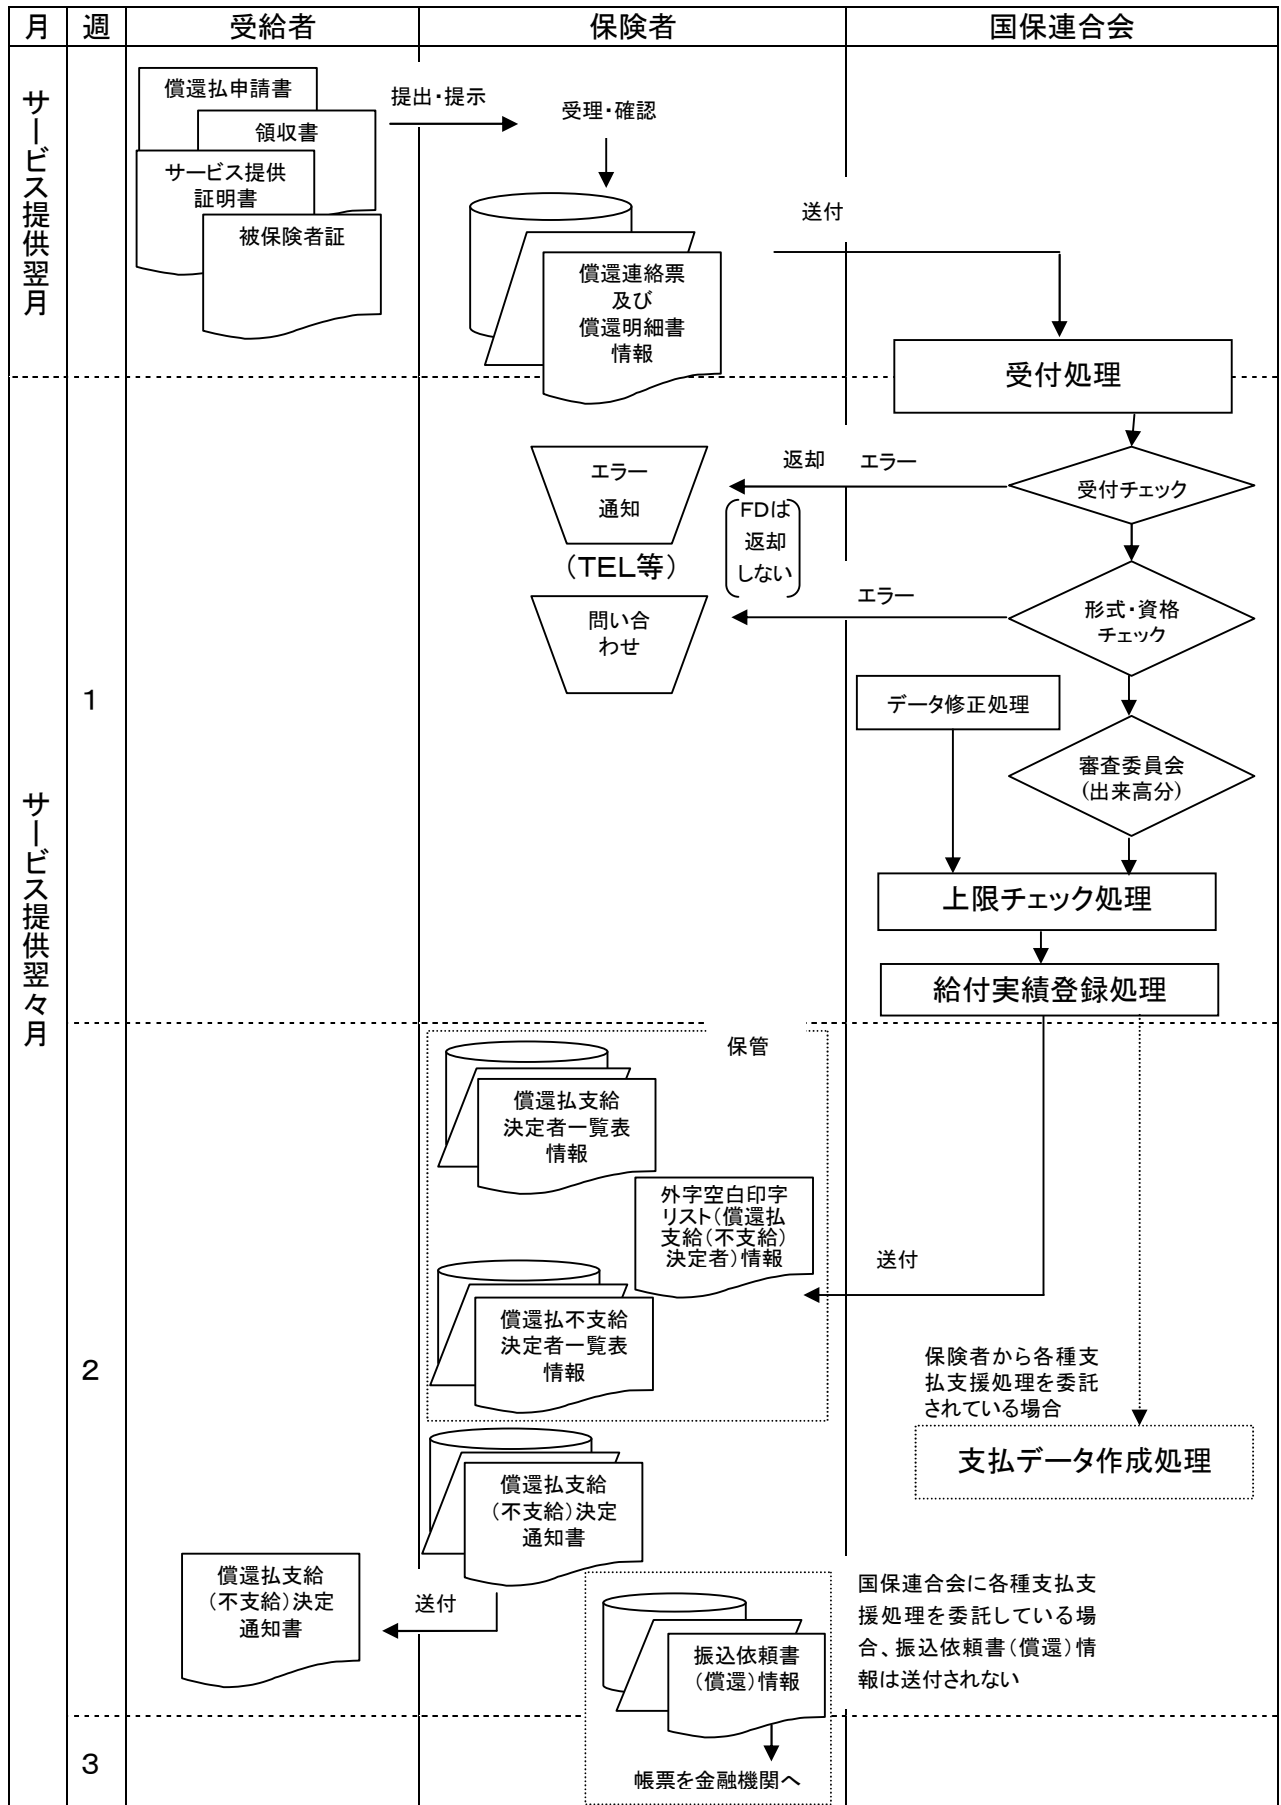 月 週 受給者 保険者 国保連合会
サービス提供翌月
償還払申請書
領収書
サービス提供
証明書
被保険者証
提出・提示
受理・確認
償還連絡票
及び
償還明細書
情報
送付
受付処理
サービス提供翌々月
1
受付チェック
返却 エラー
エラー
通知
(TEL等)
FDは
返却
しない
形式・資格
チェック
エラー
問い合
わせ
データ修正処理
審査委員会
(出来高分)
上限チェック処理
給付実績登録処理
2
保管
償還払支給
決定者一覧表
情報
外字空白印字
リスト(償還払
支給(不支給)
決定者)情報
償還払不支給
決定者一覧表
情報
送付
保険者から各種支
払支援処理を委託
されている場合
支払データ作成処理
償還払支給
(不支給)決定
通知書
送付
償還払支給
(不支給)決定
通知書
振込依頼書
(償還)情報
国保連合会に各種支払支
援処理を委託している場
合、振込依頼書(償還)情
報は送付されない
3
帳票を金融機関へ